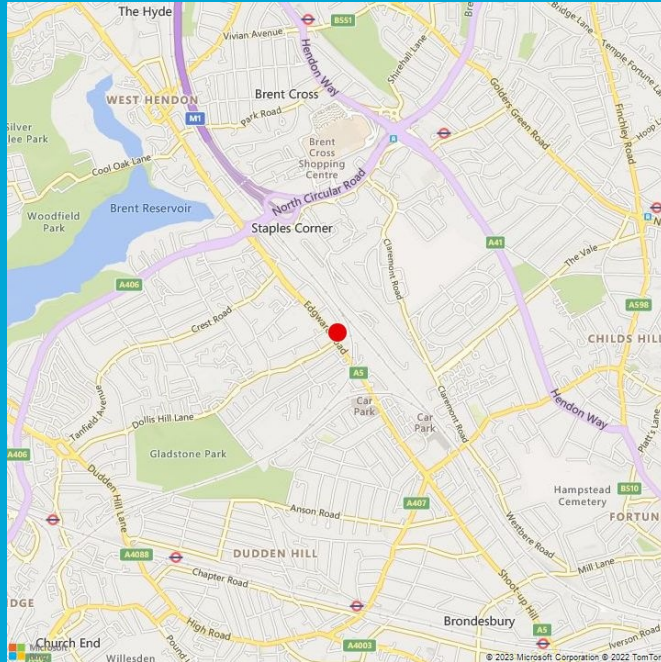 The Hyde
B551
Bridge Lane
Vivian Avenue
Hendon Way
Shirehall Lane
Temple Fortune La
WEST HENDON
Brent Cross
Golders Green Road
Finchley Road
M1
Park Road
Hoop L
Silver
lee Park
Cool Oak Lane
Brent
Cross
Shopping
Centre
Woodfield
Park
Brent Reservoir
North Circular Road
N
Staples Corner
A41
The Vale
Claremont Road
A406
A598
Crest Road
Edgware Road
CHILDS HILL
A5
Tanfield Avenue
Dollis Hill Lane
Car
Park
Car
Park
Claremont Road
Hendon Way
Platt's Lane
A406
Gladstone Park
Dudden Hill Lane
Hampstead
Cemetery
B510
Anson Road
A407
FORTUN
Westbere Road
A4088
DUDDEN HILL
Mill Lane
Chapter Road
Shoot-up Hill
DGE
Brondesbury
High Road
A5
Iverson Road
Church End
Microsoft
Pound
A4003
Willesden
© 2023 Microsoft Corporation © 2022 TomTom